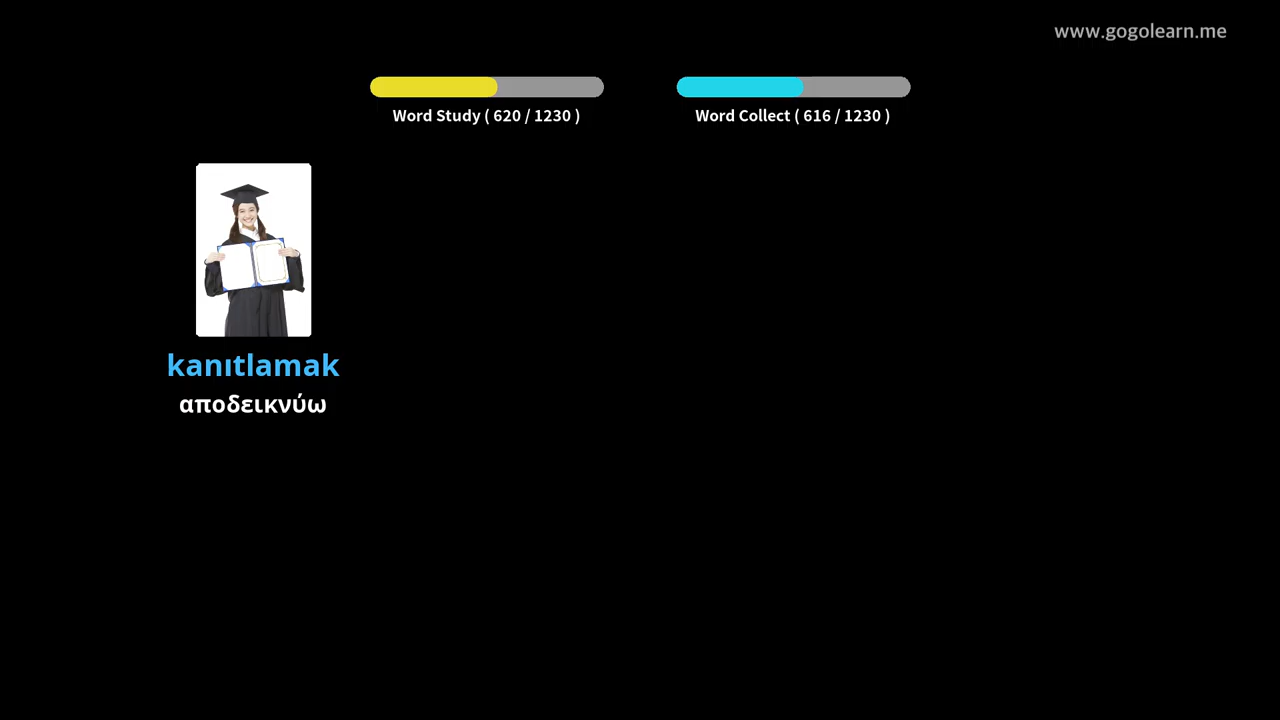 www.gogolearn.me
Word Study ( 620 / 1230 )
Word Collect ( 616 / 1230 )
kanıtlamak
αποδεικνύω